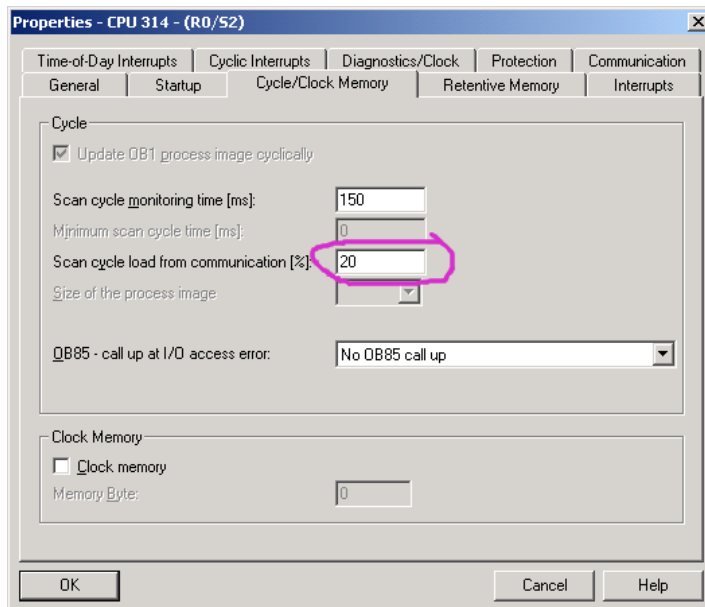 Properties - CPU 314 - (R0/S2)
Time-of-Day Interrupts Cyclic Interrupts Diagnostics/Clock Protection Communication
General Startup Cycle/Clock Memory Retentive Memory Interrupts
Cycle
Update OB1 process image cyclically
Scan cycle monitoring time [ms]: 150
Minimum scan cycle time [ms]: 0
Scan cycle load from communication [%]: 20
Size of the process image
OB85 - call up at I/O access error: No OB85 call up
Clock Memory
Clock memory
Memory Byte: 0
OK Cancel Help